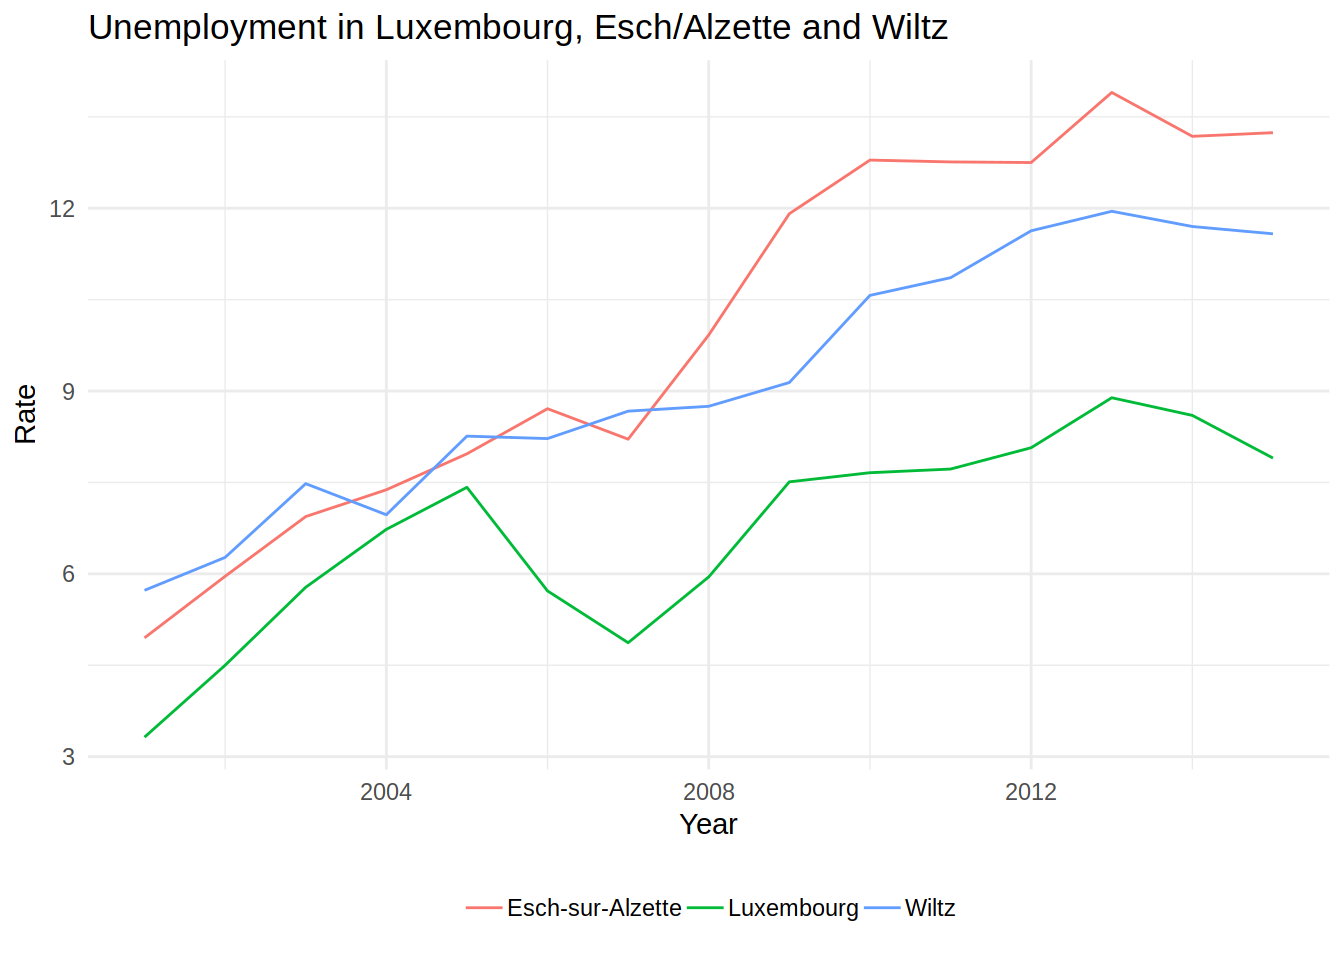 Unemployment in Luxembourg, Esch/Alzette and Wiltz
Rate
12
9
6
3
2004 2008 2012
Year
Esch-sur-Alzette Luxembourg Wiltz